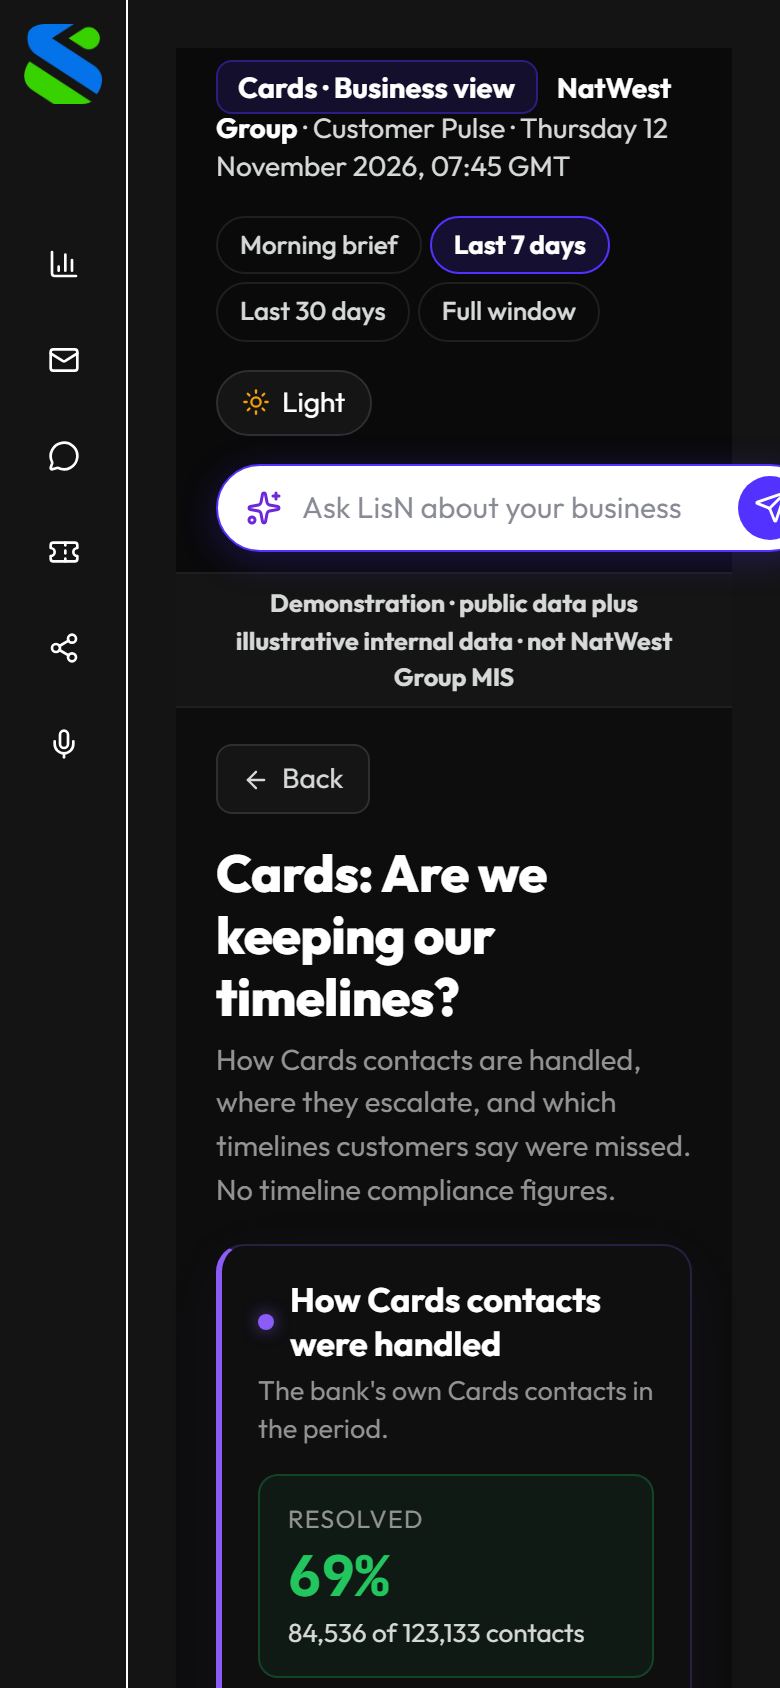 Cards · Business view NatWest
Group · Customer Pulse · Thursday 12
November 2026, 07:45 GMT
Morning brief
Last 7 days
Last 30 days
Full window
Light
Ask LisN about your business
Demonstration · public data plus
illustrative internal data · not NatWest
Group MIS
Back
Cards: Are we
keeping our
timelines?
How Cards contacts are handled,
where they escalate, and which
timelines customers say were missed.
No timeline compliance figures.
How Cards contacts
were handled
The bank's own Cards contacts in
the period.
RESOLVED
69%
84,536 of 123,133 contacts